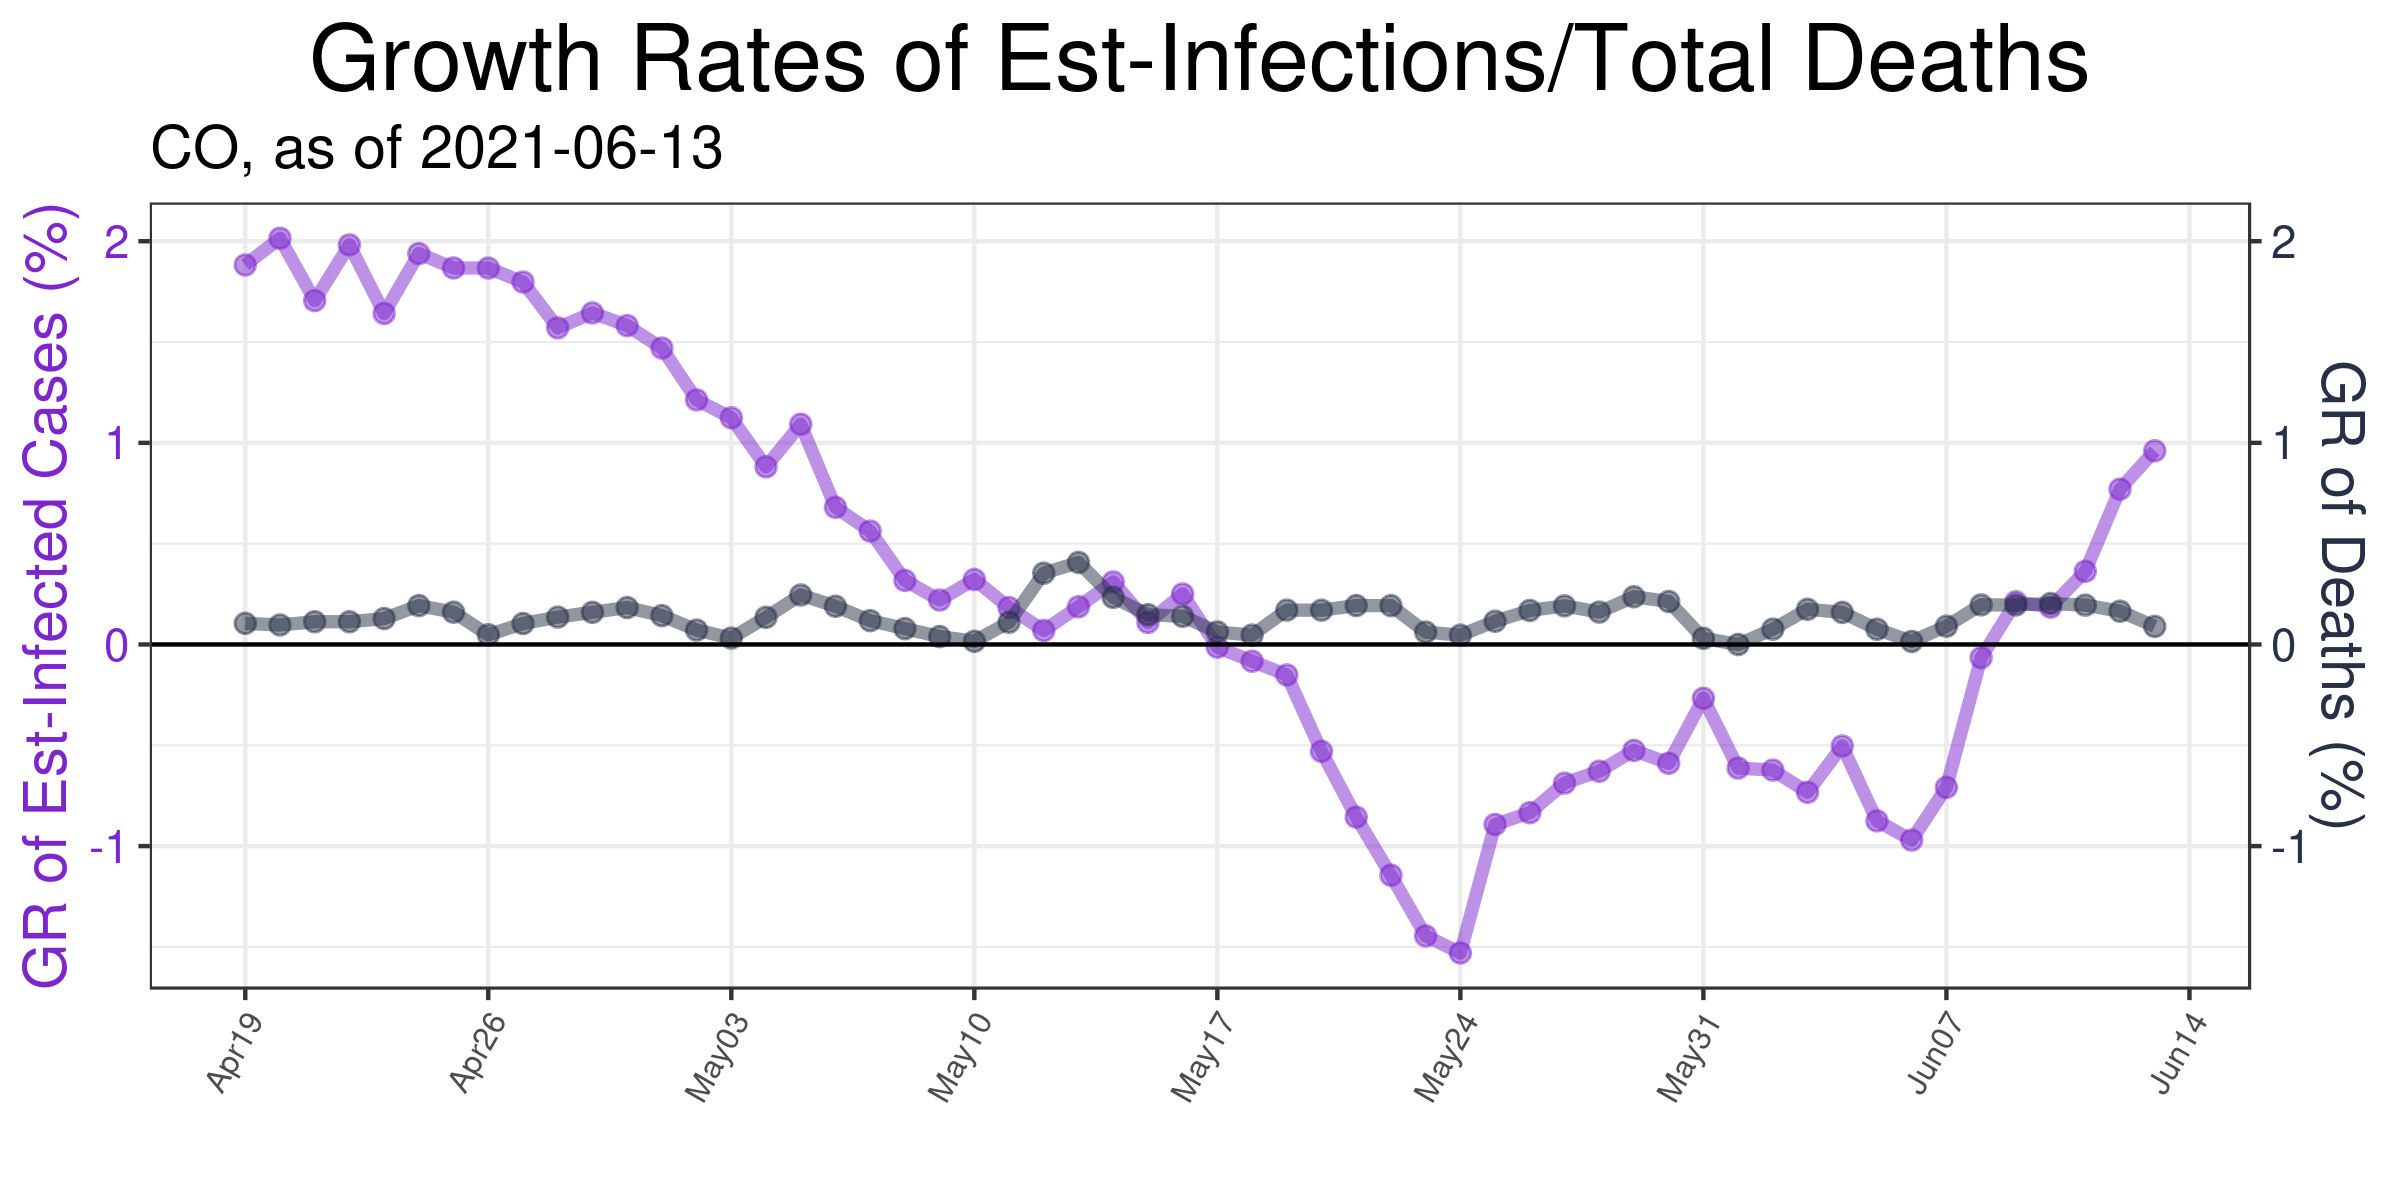 Growth Rates of Est-Infections/Total Deaths
CO, as of 2021-06-13
GR of Est-Infected Cases (%)
2
1
0
-1
2
1
0
-1
GR of Deaths (%)
Apr19
Apr26
May03
May10
May17
May24
May31
Jun07
Jun14